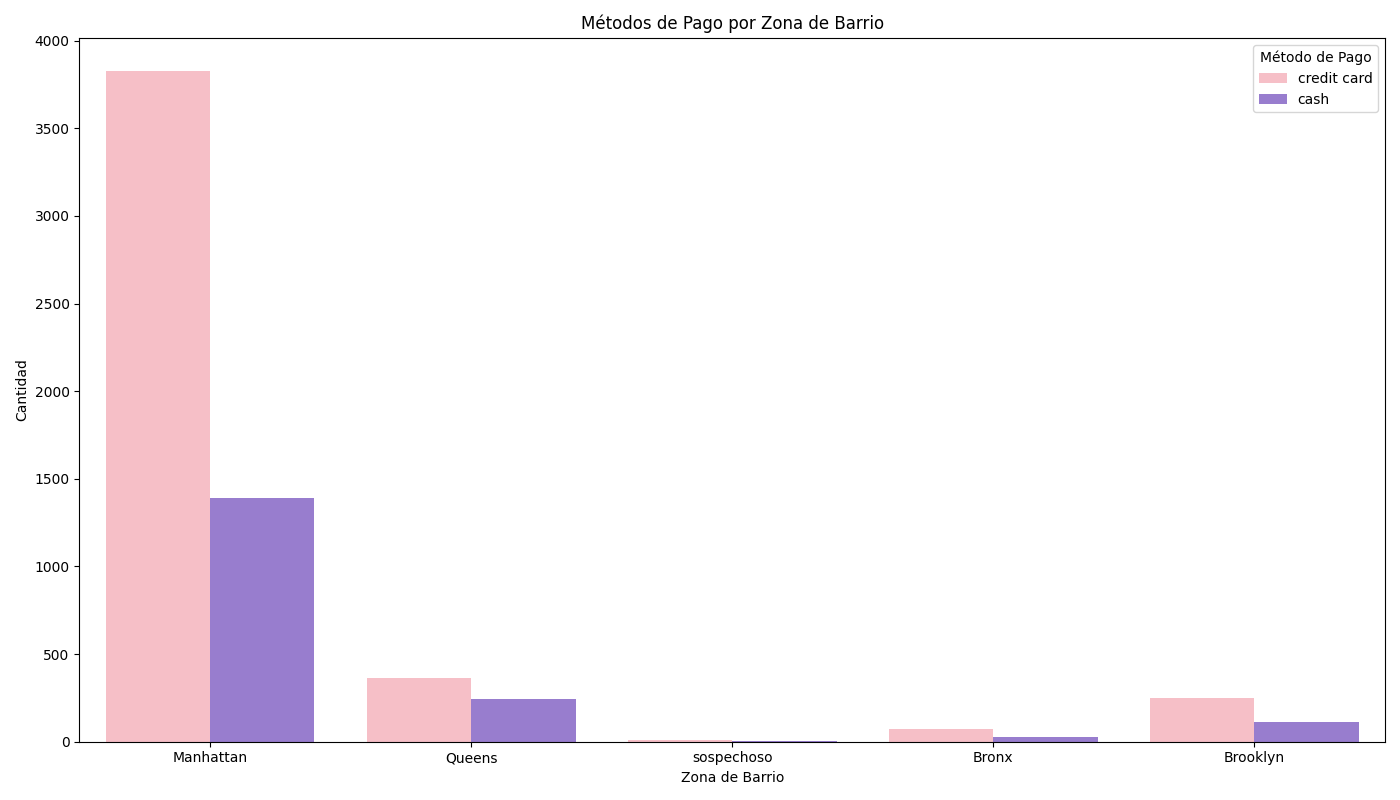 Métodos de Pago por Zona de Barrio
Método de Pago
credit card
cash
Cantidad
4000
3500
3000
2500
2000
1500
1000
500
0
Manhattan
Queens
sospechoso
Bronx
Brooklyn
Zona de Barrio